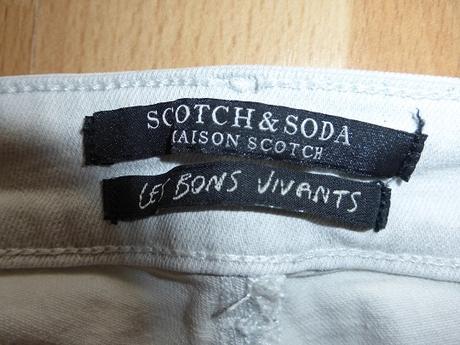 SCOTCH & SODA
MAISON SCOTCH
LES BONS VIVANTS